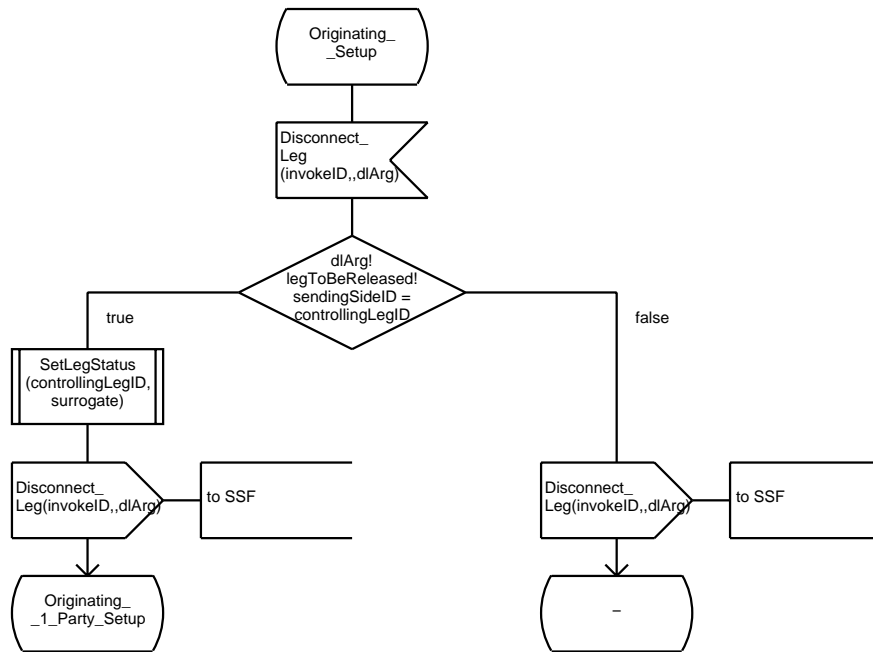 Originating_
_Setup
Disconnect_
Leg
(invokeID,,dlArg)
dlArg!
legToBeReleased!
sendingSideID =
controllingLegID
true
false
SetLegStatus
(controllingLegID,
surrogate)
Disconnect_
Leg(invokeID,,dlArg)
to SSF
Disconnect_
Leg(invokeID,,dlArg)
to SSF
Originating_
_1_Party_Setup
–